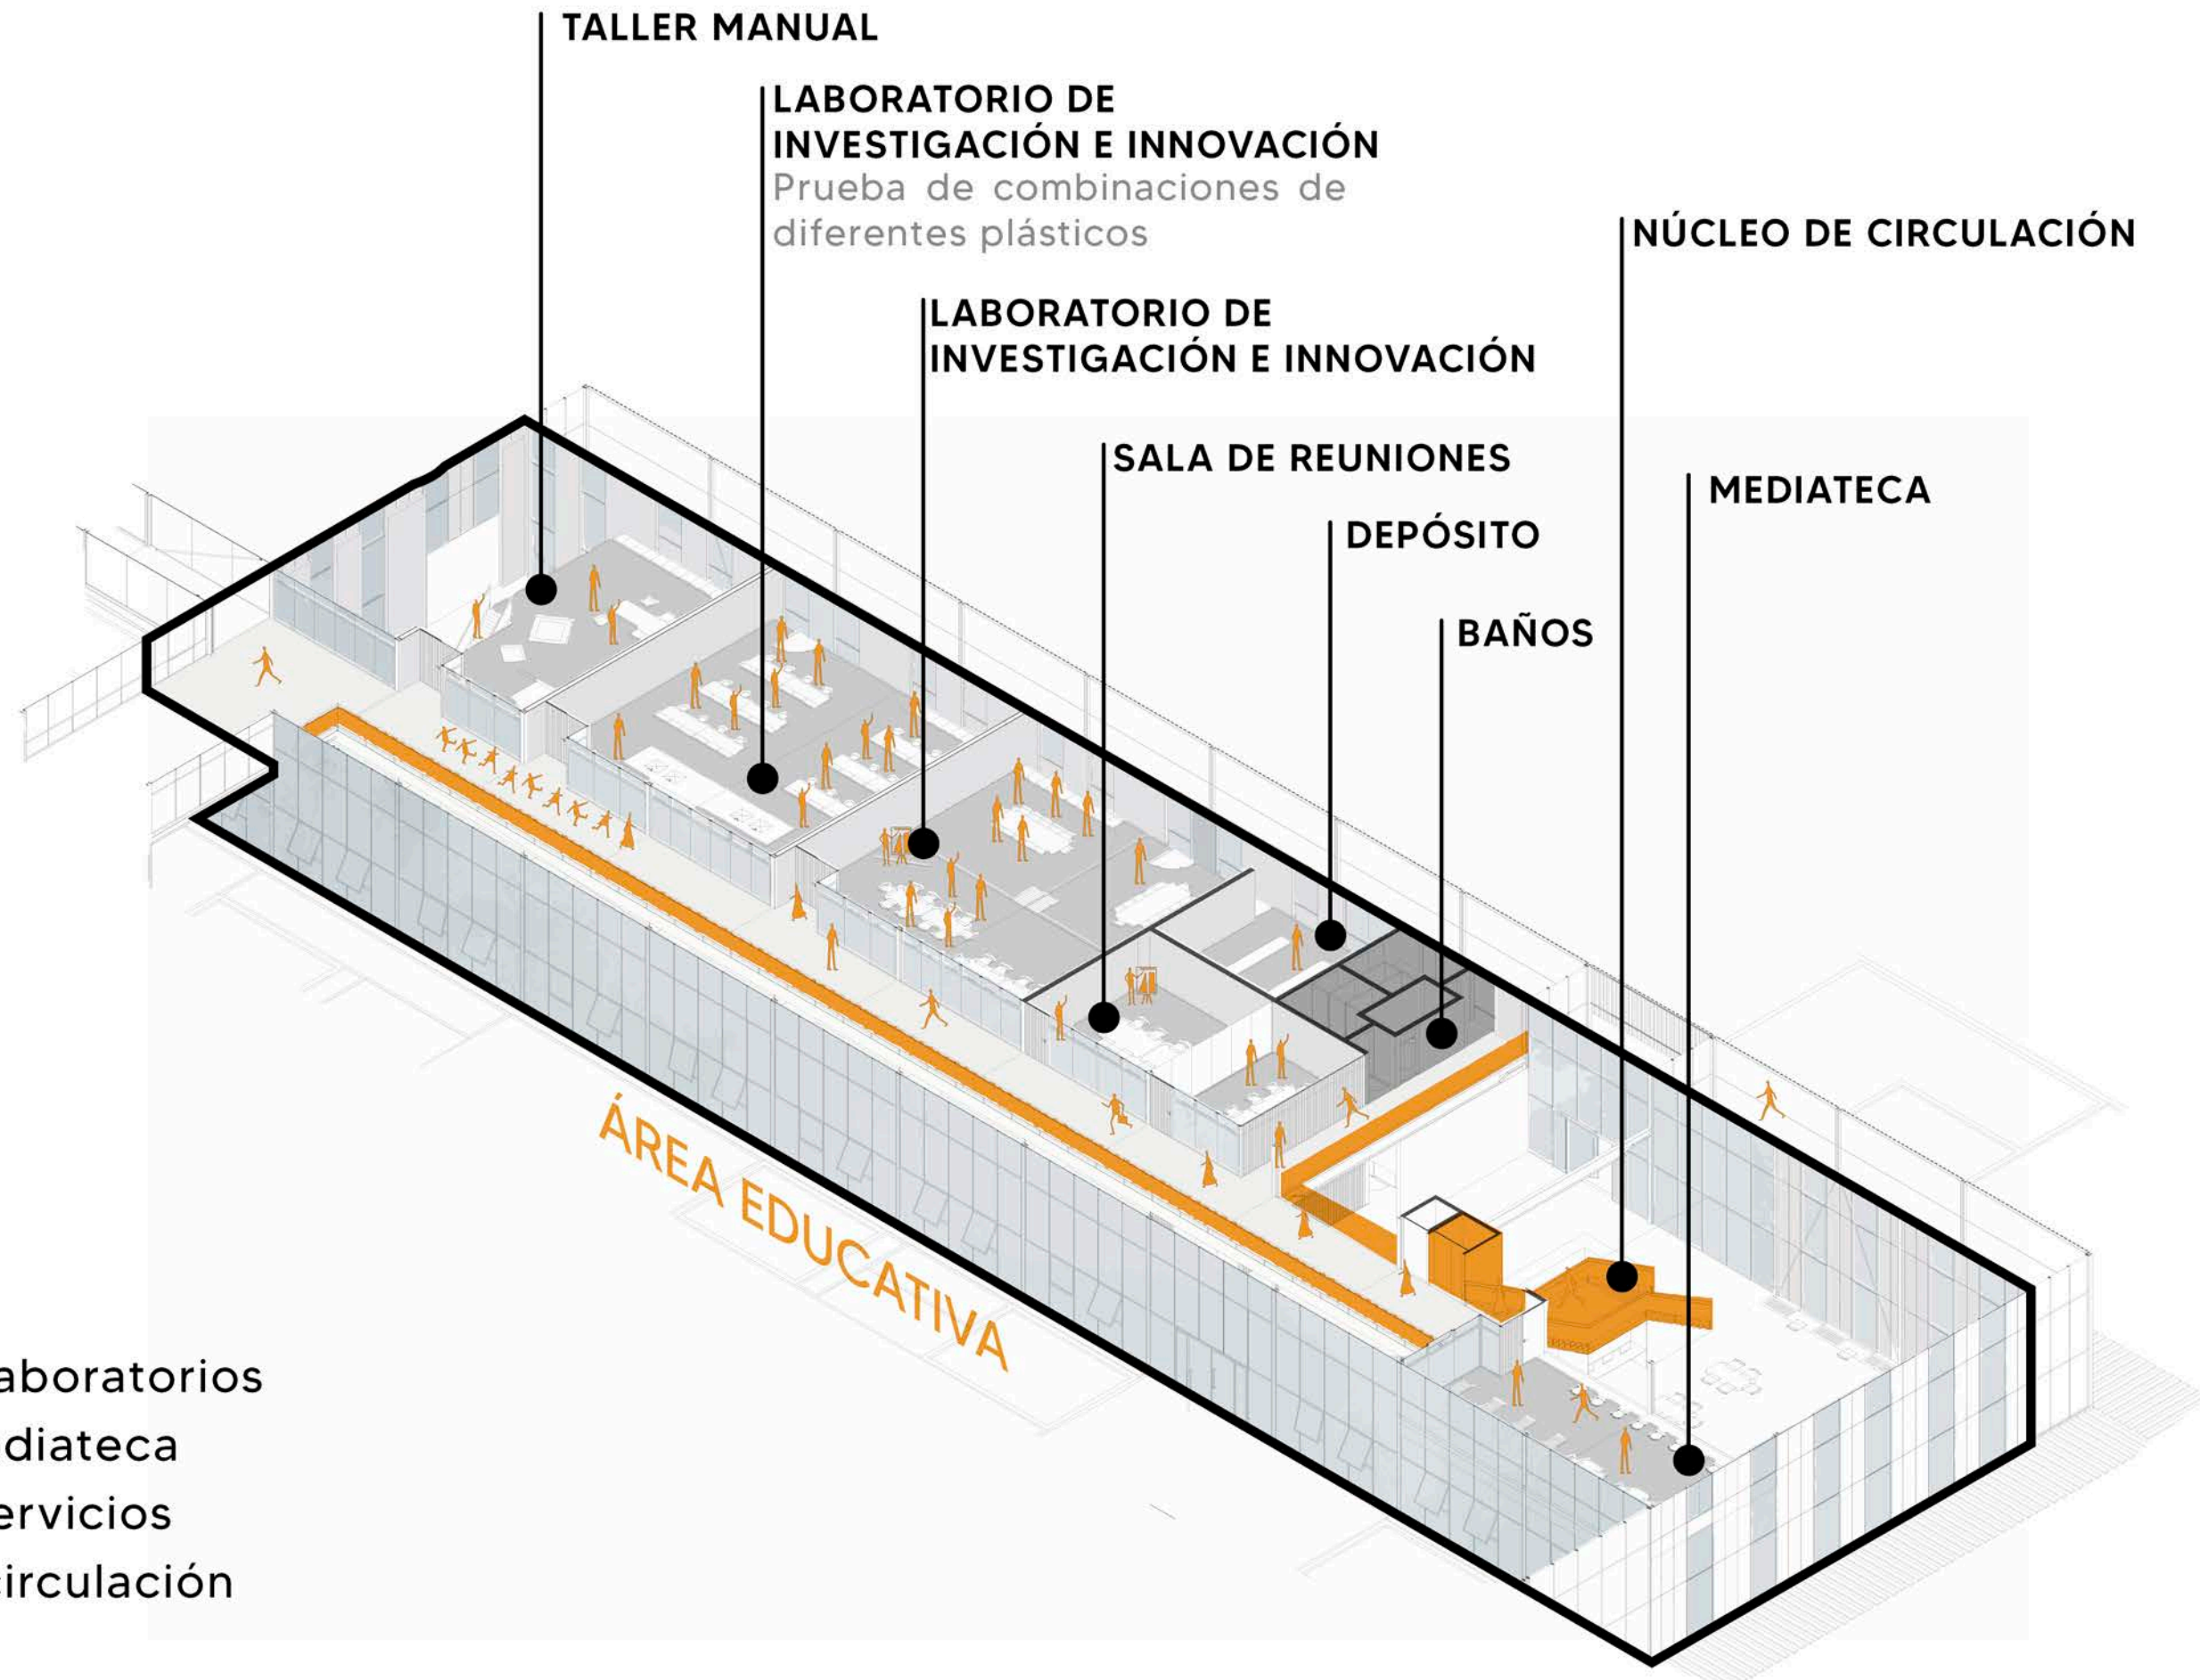 TALLER MANUAL
LABORATORIO DE
INVESTIGACIÓN E INNOVACIÓN
Prueba de combinaciones de
diferentes plásticos
NÚCLEO DE CIRCULACIÓN
LABORATORIO DE
INVESTIGACIÓN E INNOVACIÓN
SALA DE REUNIONES
MEDIATECA
DEPÓSITO
BAÑOS
ÁREA EDUCATIVA
aboratorios
diateca
ervicios
circulación